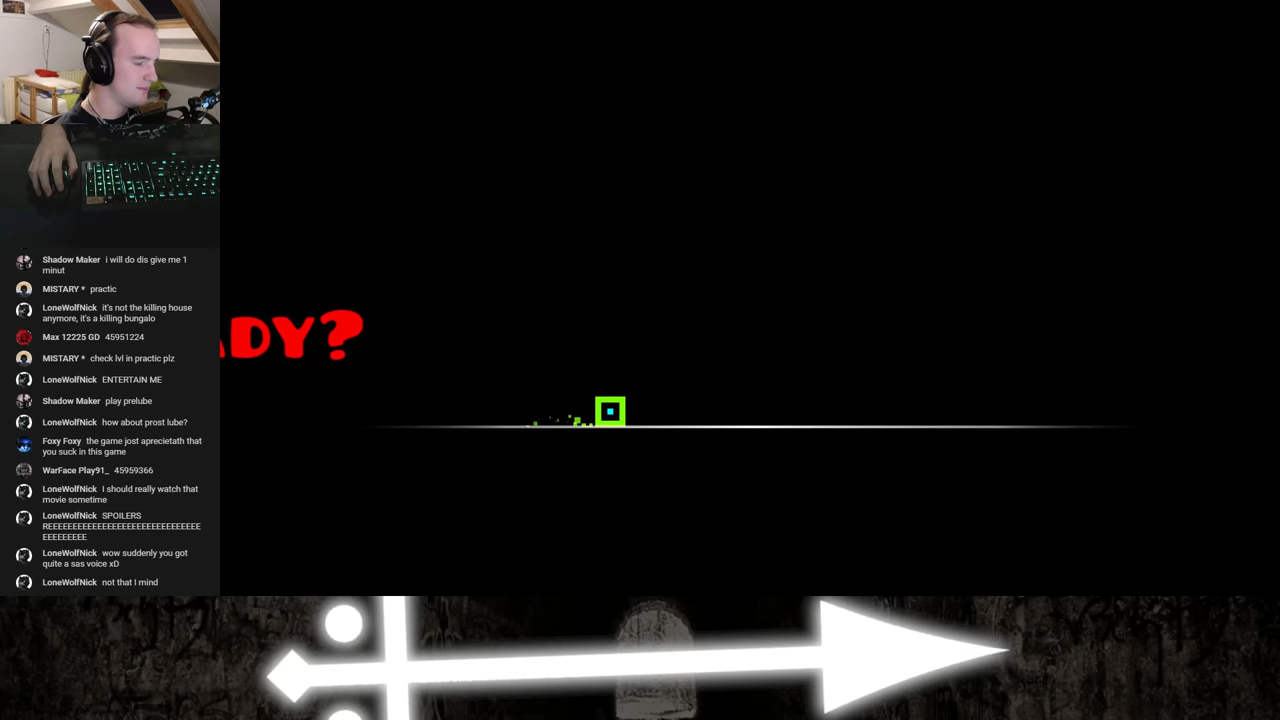 Shadow Maker i will do dis give me 1
minut
MISTARY * practic
LoneWolfNick it's not the killing house
anymore, it's a killing bungalo
Max 12225 GD 45951224
MISTARY * check lvl in practic plz
LoneWolfNick ENTERTAIN ME
Shadow Maker play prelube
LoneWolfNick how about prost lube?
Foxy Foxy the game jost aprecietath that
you suck in this game
WarFace Play91_ 45959366
LoneWolfNick I should really watch that
movie sometime
LoneWolfNick SPOILERS
REEEEEEEEEEEEEEEEEEEEEEEEEEEEEE
EEEEEEEEE
LoneWolfNick wow suddenly you got
quite a sas voice xD
LoneWolfNick not that I mind
DY?